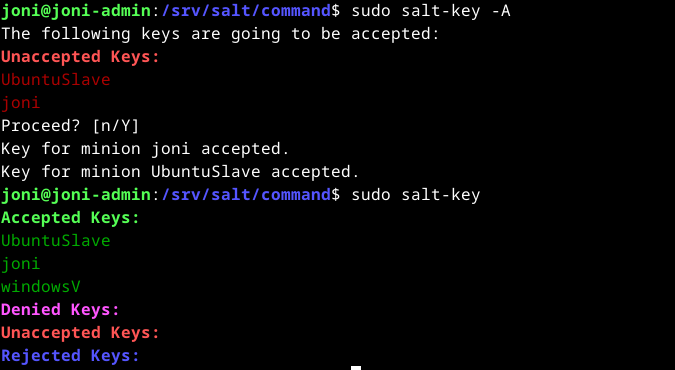 joni@joni-admin:/srv/salt/command$ sudo salt-key -A
The following keys are going to be accepted:
Unaccepted Keys:
UbuntuSlave
joni
Proceed? [n/Y]
Key for minion joni accepted.
Key for minion UbuntuSlave accepted.
joni@joni-admin:/srv/salt/command$ sudo salt-key
Accepted Keys:
UbuntuSlave
joni
windowsV
Denied Keys:
Unaccepted Keys:
Rejected Keys: